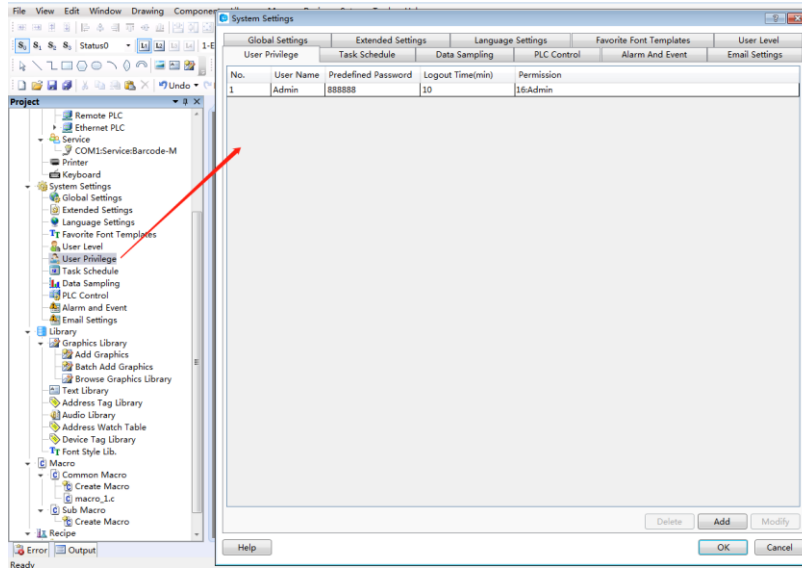 File View Edit Window Drawing
System Settings
S0 S1 S2 S3 Status0
Undo
Project
Remote PLC
Ethernet PLC
Service
COM1:Service:Barcode-M
Printer
Keyboard
System Settings
Global Settings
Extended Settings
Language Settings
Favorite Font Templates
User Level
User Privilege
Task Schedule
Data Sampling
PLC Control
Alarm and Event
Email Settings
Library
Graphics Library
Add Graphics
Batch Add Graphics
Browse Graphics Library
Text Library
Address Tag Library
Audio Library
Address Watch Table
Device Tag Library
Font Style Lib.
Macro
Common Macro
Create Macro
macro_1.c
Sub Macro
Create Macro
Recipe
Error Output
Ready
Global Settings Extended Settings Language Settings Favorite Font Templates User Level
User Privilege Task Schedule Data Sampling PLC Control Alarm And Event Email Settings
No. User Name Predefined Password Logout Time(min) Permission
1 Admin 888888 10 16:Admin
Delete Add Modify
Help OK Cancel